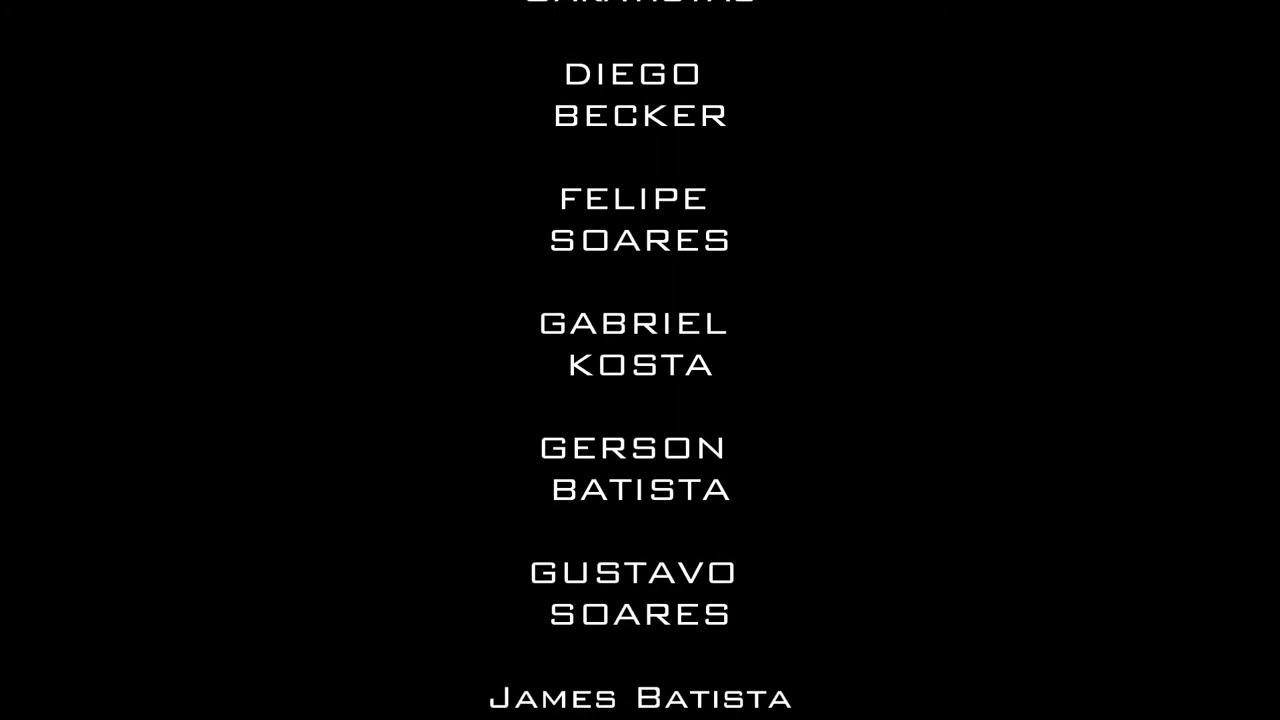 DIEGO
BECKER
FELIPE
SOARES
GABRIEL
KOSTA
GERSON
BATISTA
GUSTAVO
SOARES
James Batista